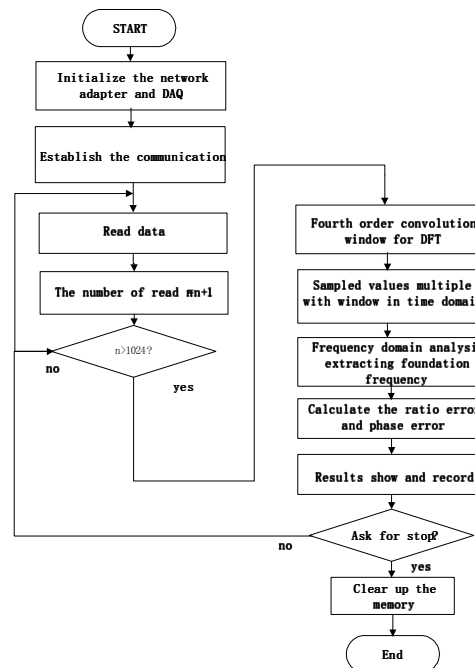 START
Initialize the network
adapter and DAQ
Establish the communication
Read data
The number of read n=n+1
n>1024?
no
yes
Fourth order convolution
window for DFT
Sampled values multiple
with window in time domain
Frequency domain analysi
extracting foundation
frequency
Calculate the ratio error
and phase error
Results show and record
Ask for stop?
no
yes
Clear up the
memory
End